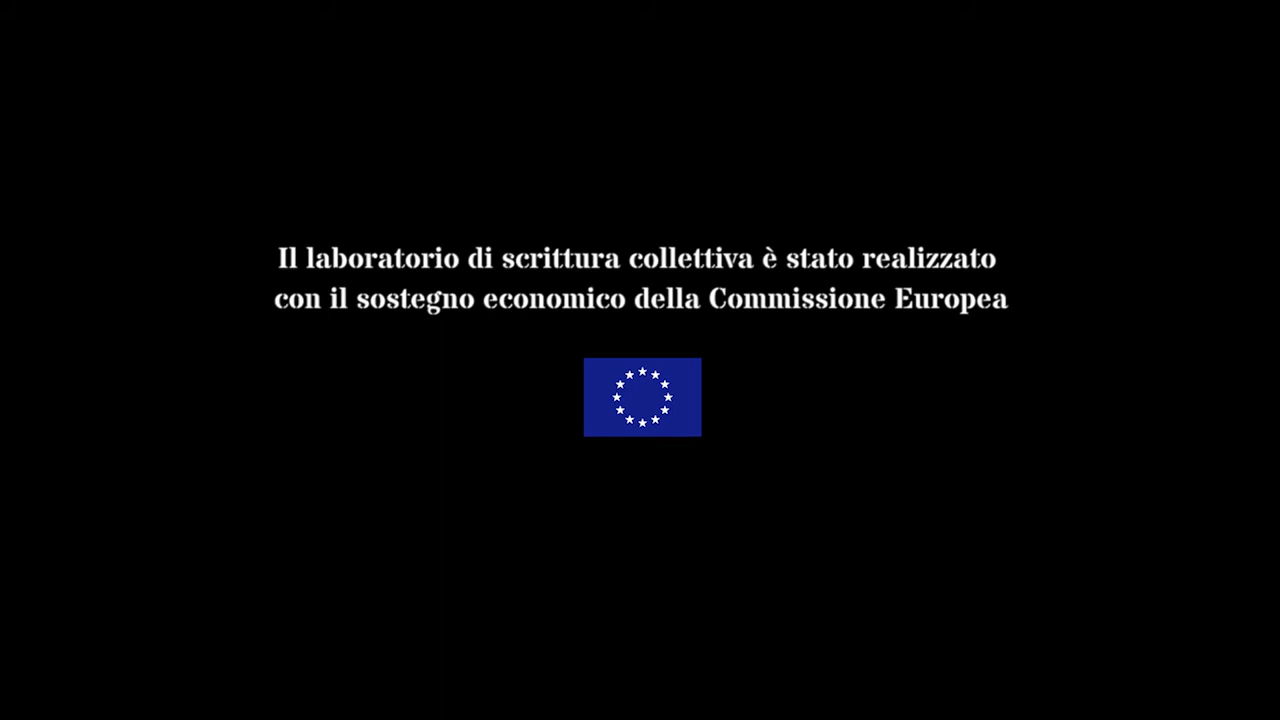 Il laboratorio di scrittura collettiva è stato realizzato
con il sostegno economico della Commissione Europea